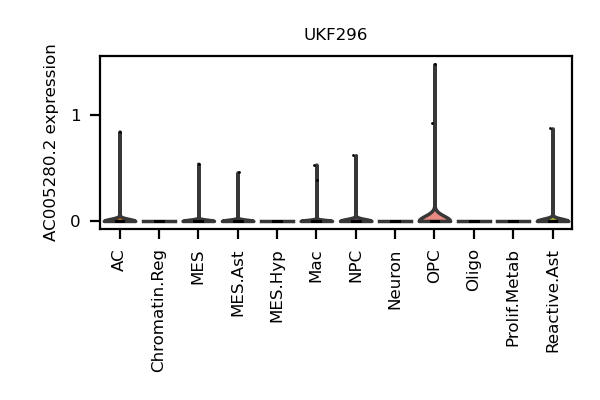 UKF296
AC005280.2 expression
1
0
AC
Chromatin.Reg
MES
MES.Ast
MES.Hyp
Mac
NPC
Neuron
OPC
Oligo
Prolif.Metab
Reactive.Ast